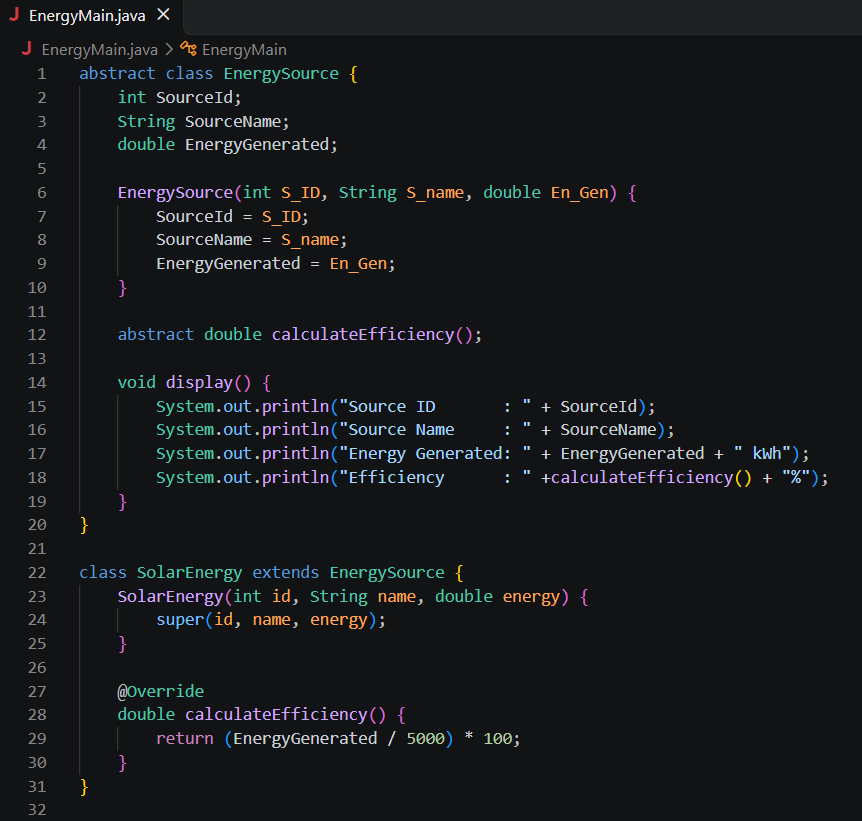 J EnergyMain.java ✕
J EnergyMain.java > EnergyMain
1 abstract class EnergySource {
2     int SourceId;
3     String SourceName;
4     double EnergyGenerated;
5
6     EnergySource(int S_ID, String S_name, double En_Gen) {
7         SourceId = S_ID;
8         SourceName = S_name;
9         EnergyGenerated = En_Gen;
10     }
11
12     abstract double calculateEfficiency();
13
14     void display() {
15         System.out.println("Source ID       : " + SourceId);
16         System.out.println("Source Name     : " + SourceName);
17         System.out.println("Energy Generated: " + EnergyGenerated + " kWh");
18         System.out.println("Efficiency      : " +calculateEfficiency() + "%");
19     }
20 }
21
22 class SolarEnergy extends EnergySource {
23     SolarEnergy(int id, String name, double energy) {
24         super(id, name, energy);
25     }
26
27     @Override
28     double calculateEfficiency() {
29         return (EnergyGenerated / 5000) * 100;
30     }
31 }
32